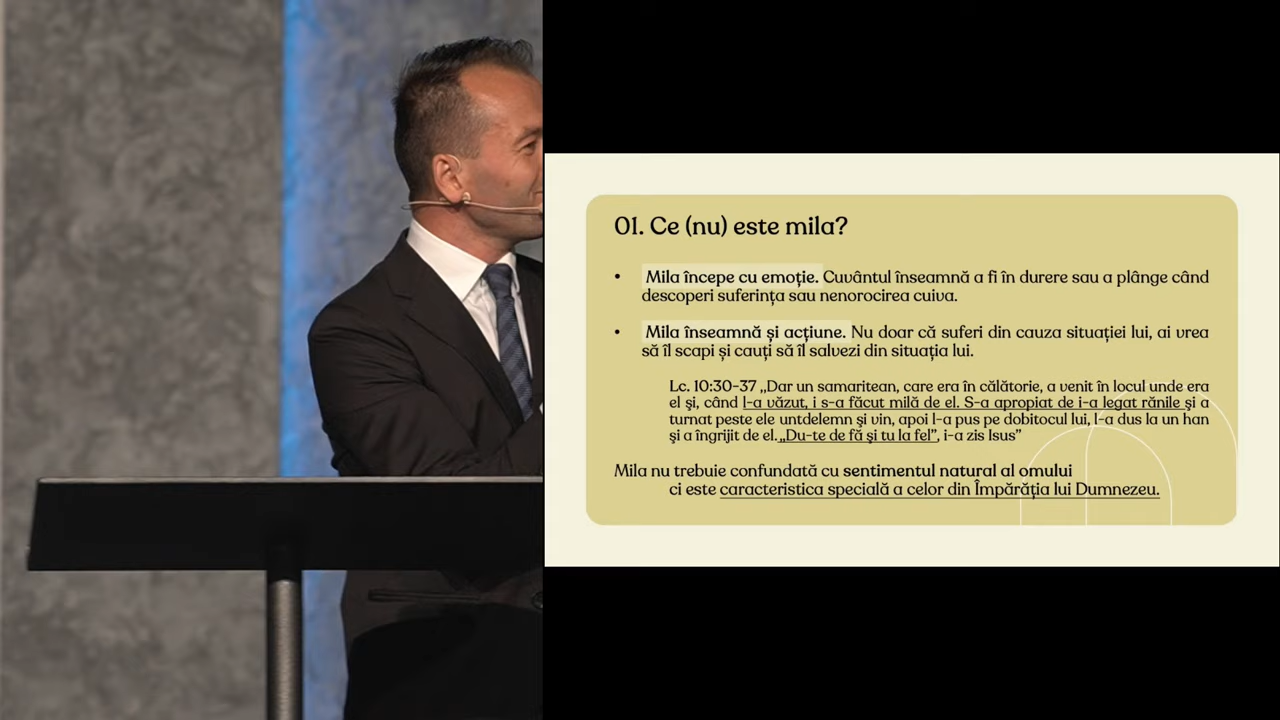 01. Ce (nu) este mila?
• Mila începe cu emoție. Cuvântul înseamnă a fi în durere sau a plânge când
descoperi suferința sau nenorocirea cuiva.
• Mila înseamnă și acțiune. Nu doar că suferi din cauza situației lui, ai vrea
să îl scapi și cauți să îl salvezi din situația lui.
Lc. 10:30-37 „Dar un samaritean, care era în călătorie, a venit în locul unde era
el şi, când l-a văzut, i s-a făcut milă de el. S-a apropiat de i-a legat rănile şi a
turnat peste ele untdelemn şi vin, apoi l-a pus pe dobitocul lui, l-a dus la un han
şi a îngrijit de el. „Du-te de fă şi tu la fel”, i-a zis Isus”
Mila nu trebuie confundată cu sentimentul natural al omului
ci este caracteristica specială a celor din Împărăția lui Dumnezeu.